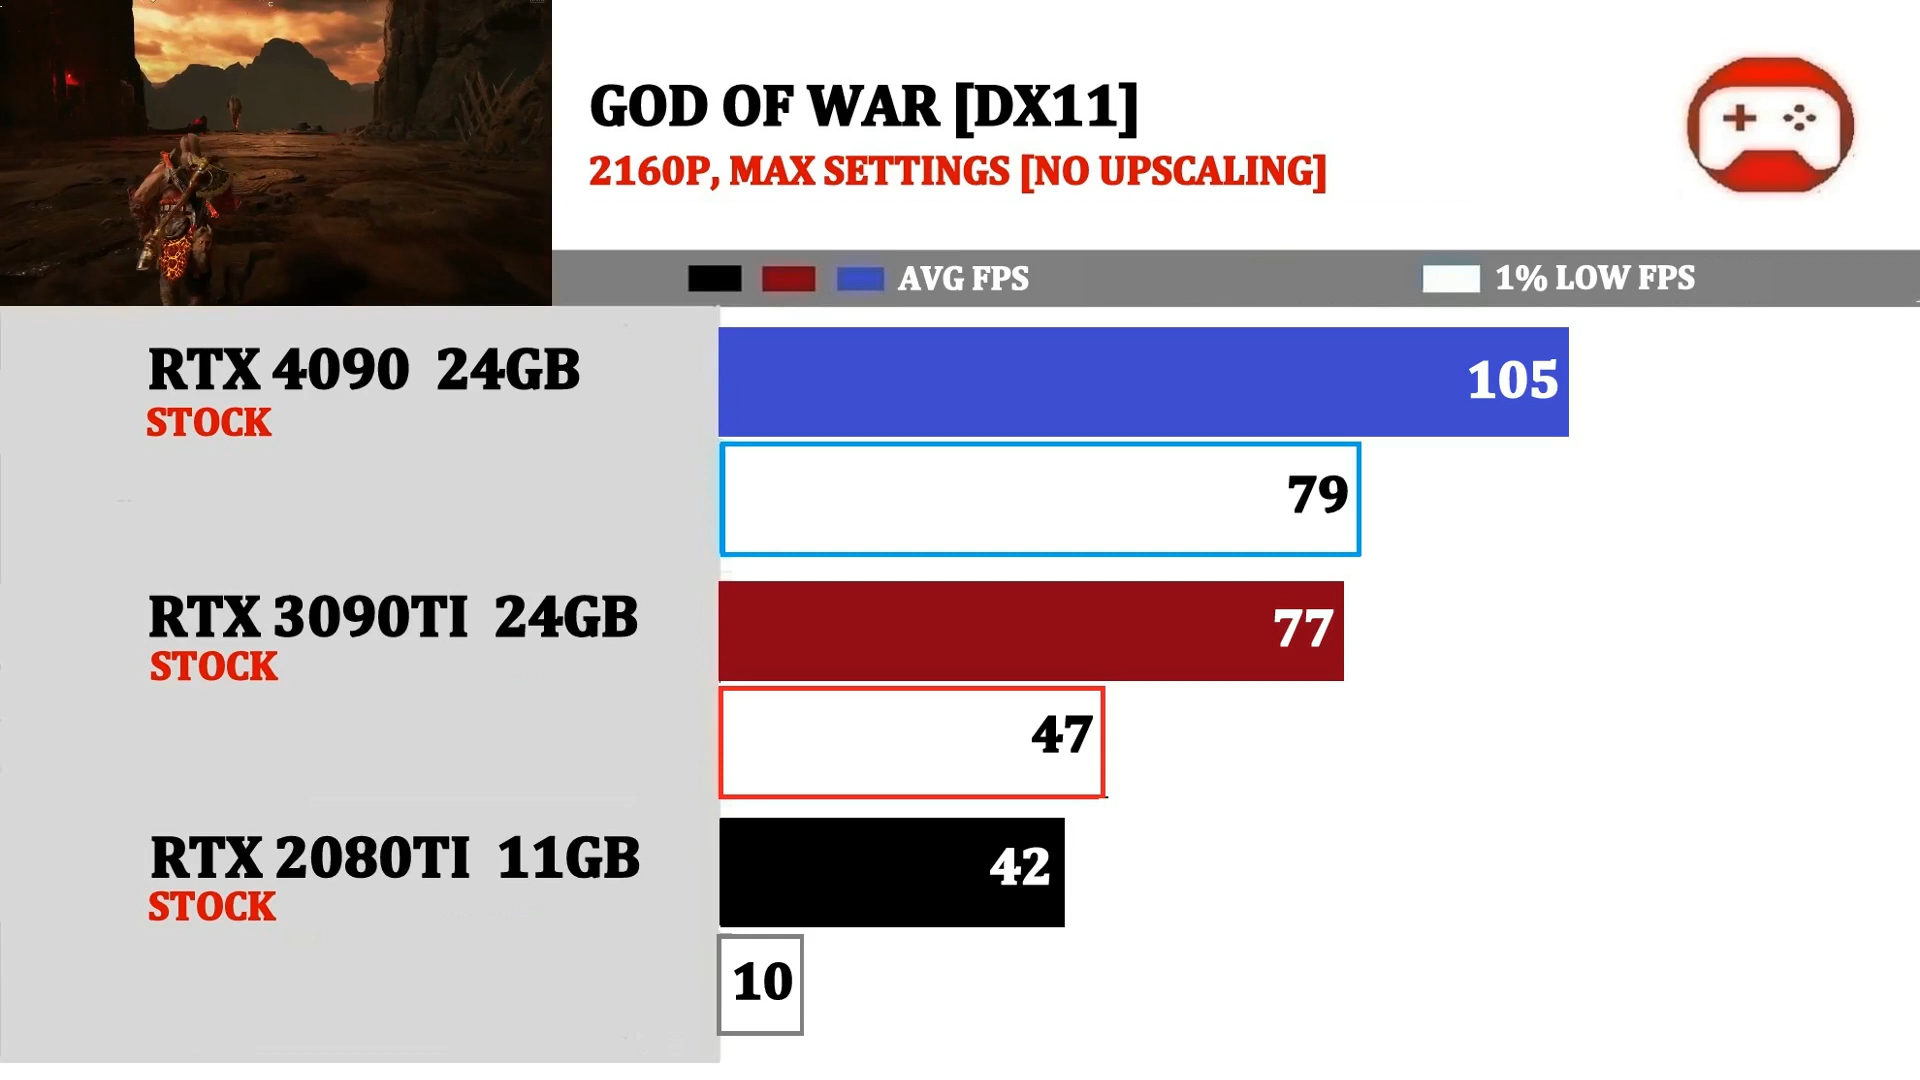 GOD OF WAR [DX11]
2160P, MAX SETTINGS [NO UPSCALING]
AVG FPS
1% LOW FPS
RTX 4090 24GB
STOCK
105
79
RTX 3090TI 24GB
STOCK
77
47
RTX 2080TI 11GB
STOCK
42
10